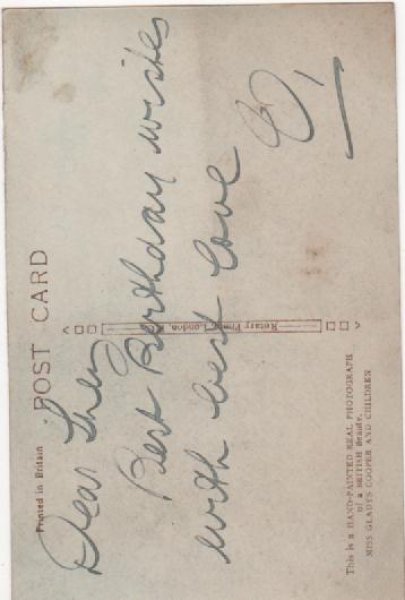 Printed in Britain
POST CARD
Dear
Best Birthday wishes
with best love
Rotary Photo, London, E.C.
This is a HAND-PAINTED REAL PHOTOGRAPH
of a BRITISH Beauty.
MISS GLADYS COOPER AND CHILDREN